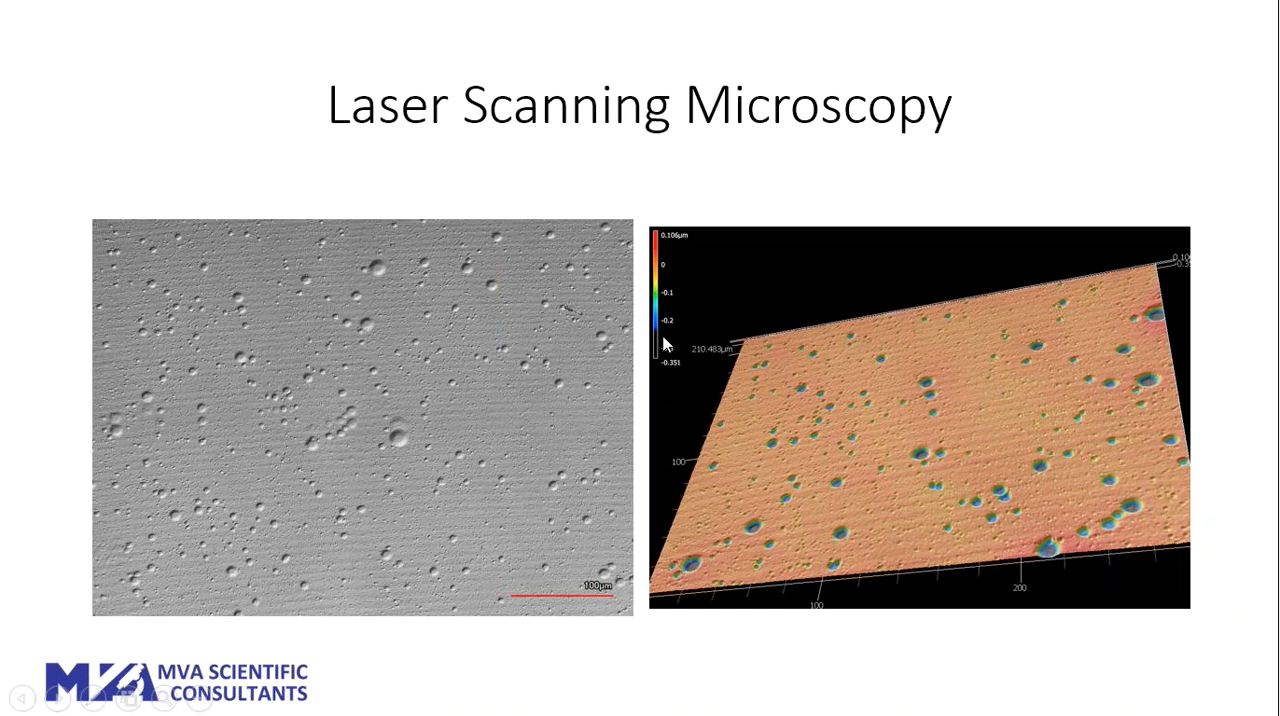 Laser Scanning Microscopy
100µm
0.106µm
0
-0.1
-0.2
-0.351
210.483µm
100
100
200
MVA SCIENTIFIC
CONSULTANTS